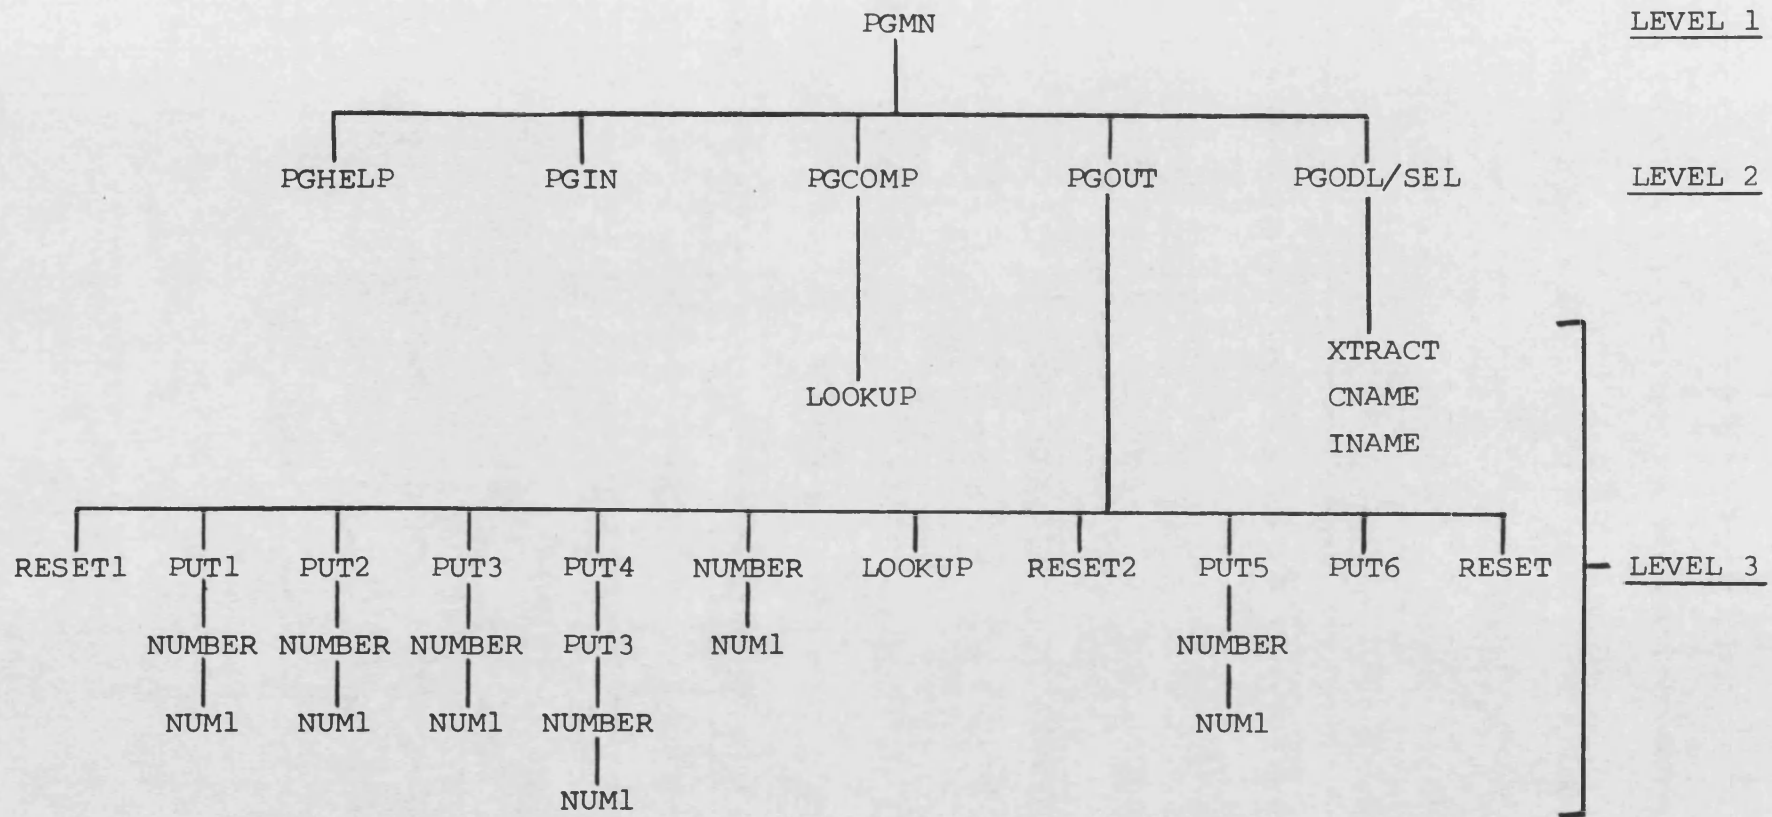 PGMN LEVEL 1
PGHELP PGIN PGCOMP PGOUT PGODL/SEL LEVEL 2
XTRACT
LOOKUP CNAME
INAME
RESET1 PUT1 PUT2 PUT3 PUT4 NUMBER LOOKUP RESET2 PUT5 PUT6 RESET LEVEL 3
NUMBER NUMBER NUMBER PUT3 NUM1 NUMBER
NUM1 NUM1 NUM1 NUMBER NUM1
NUM1